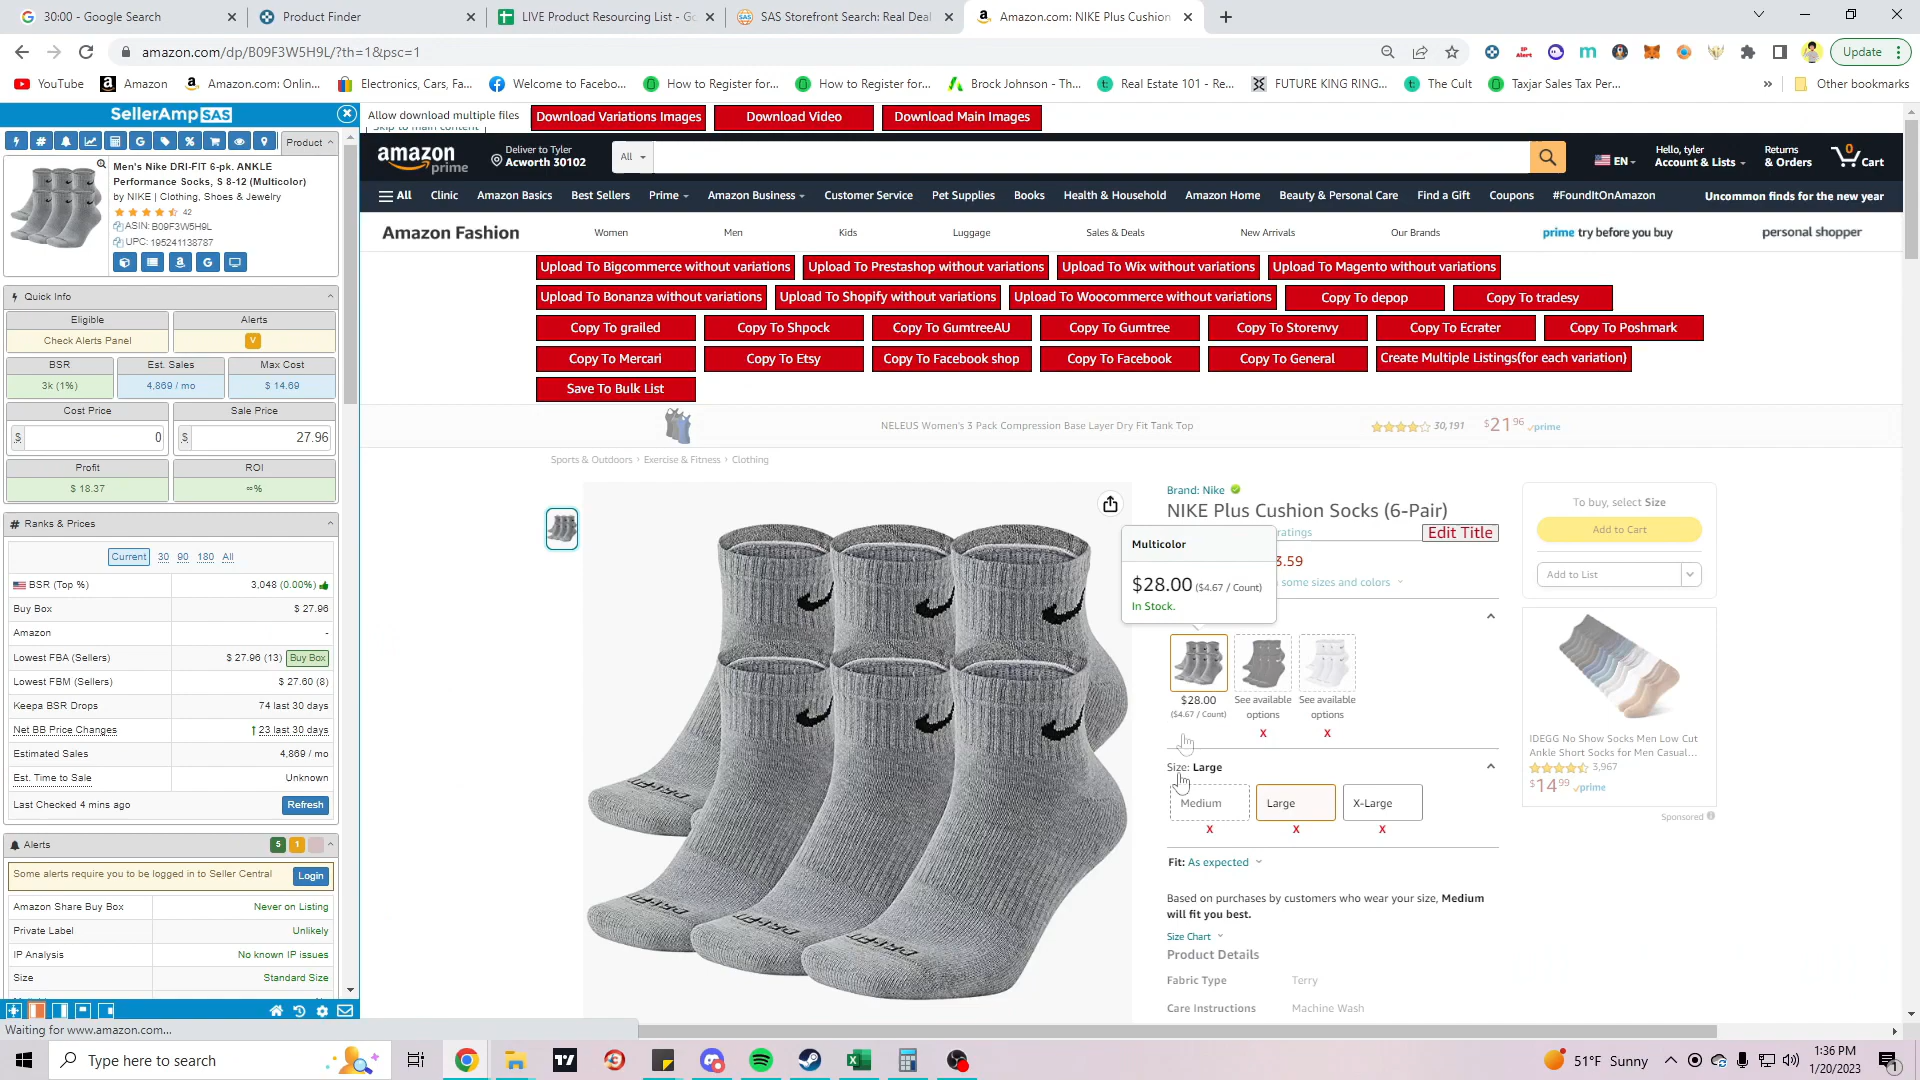 30:00 - Google Search
Product Finder
LIVE Product Resourcing List - Go
SAS Storefront Search: Real Deal
Amazon.com: NIKE Plus Cushion
amazon.com/dp/B09F3W5H9L/?th=1&psc=1
Update
YouTube
Amazon
Amazon.com: Onlin...
Electronics, Cars, Fa...
Welcome to Facebo...
How to Register for...
How to Register for...
Brock Johnson - Th...
Real Estate 101 - Re...
FUTURE KING RING...
The Cult
Taxjar Sales Tax Per...
Other bookmarks
SellerAmp SAS
Product
Men's Nike DRI-FIT 6-pk. ANKLE
Performance Socks, S 8-12 (Multicolor)
by NIKE | Clothing, Shoes & Jewelry
42
ASIN: B09F3W5H9L
UPC: 195241138787
Quick Info
Eligible
Alerts
Check Alerts Panel
V
BSR
Est. Sales
Max Cost
3k (1%)
4,869 / mo
$ 14.69
Cost Price
Sale Price
$ 0
$ 27.96
Profit
ROI
$ 18.37
∞%
Ranks & Prices
Current 30 90 180 All
BSR (Top %) 3,048 (0.00%)
Buy Box $ 27.96
Amazon -
Lowest FBA (Sellers) $ 27.96 (13) Buy Box
Lowest FBM (Sellers) $ 27.60 (8)
Keepa BSR Drops 74 last 30 days
Net BB Price Changes 23 last 30 days
Estimated Sales 4,869 / mo
Est. Time to Sale Unknown
Last Checked 4 mins ago Refresh
Alerts 5 1
Some alerts require you to be logged in to Seller Central Login
Amazon Share Buy Box Never on Listing
Private Label Unlikely
IP Analysis No known IP issues
Size Standard Size
Waiting for www.amazon.com...
Allow download multiple files
Download Variations Images
Download Video
Download Main Images
Skip to main content
amazon prime
Deliver to Tyler
Acworth 30102
All
EN
Hello, tyler
Account & Lists
Returns
& Orders
0
Cart
All
Clinic
Amazon Basics
Best Sellers
Prime
Amazon Business
Customer Service
Pet Supplies
Books
Health & Household
Amazon Home
Beauty & Personal Care
Find a Gift
Coupons
#FoundItOnAmazon
Uncommon finds for the new year
Amazon Fashion
Women
Men
Kids
Luggage
Sales & Deals
New Arrivals
Our Brands
prime try before you buy
personal shopper
Upload To Bigcommerce without variations
Upload To Prestashop without variations
Upload To Wix without variations
Upload To Magento without variations
Upload To Bonanza without variations
Upload To Shopify without variations
Upload To Woocommerce without variations
Copy To depop
Copy To tradesy
Copy To grailed
Copy To Shpock
Copy To GumtreeAU
Copy To Gumtree
Copy To Storenvy
Copy To Ecrater
Copy To Poshmark
Copy To Mercari
Copy To Etsy
Copy To Facebook shop
Copy To Facebook
Copy To General
Create Multiple Listings(for each variation)
Save To Bulk List
NELEUS Women's 3 Pack Compression Base Layer Dry Fit Tank Top
30,191
$21 96 prime
Sports & Outdoors › Exercise & Fitness › Clothing
DRI-FIT
DRI-FIT
DRI-FIT
DRI-FIT
Brand: Nike
NIKE Plus Cushion Socks (6-Pair)
ratings
Edit Title
3.59
some sizes and colors
Multicolor
$28.00 ($4.67 / Count)
In Stock.
$28.00
($4.67 / Count)
See available
options
See available
options
X
X
Size: Large
Medium
Large
X-Large
X
X
X
Fit: As expected
Based on purchases by customers who wear your size, Medium
will fit you best.
Size Chart
Product Details
Fabric Type Terry
Care Instructions Machine Wash
To buy, select Size
Add to Cart
Add to List
IDEGG No Show Socks Men Low Cut
Ankle Short Socks for Men Casual...
3,967
$14 99 prime
Sponsored
Type here to search
51°F Sunny
1:36 PM
1/20/2023
1